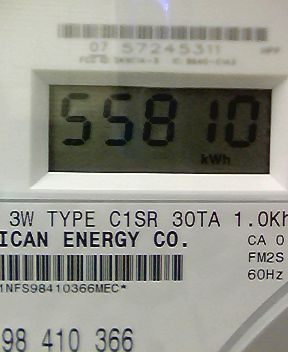 07 57245311
55810
kWh
3W TYPE C1SR 30TA 1.0Kh
ICAN ENERGY CO.
CA 0
FM2S
60Hz
1NFS98410366MEC*
98 410 366